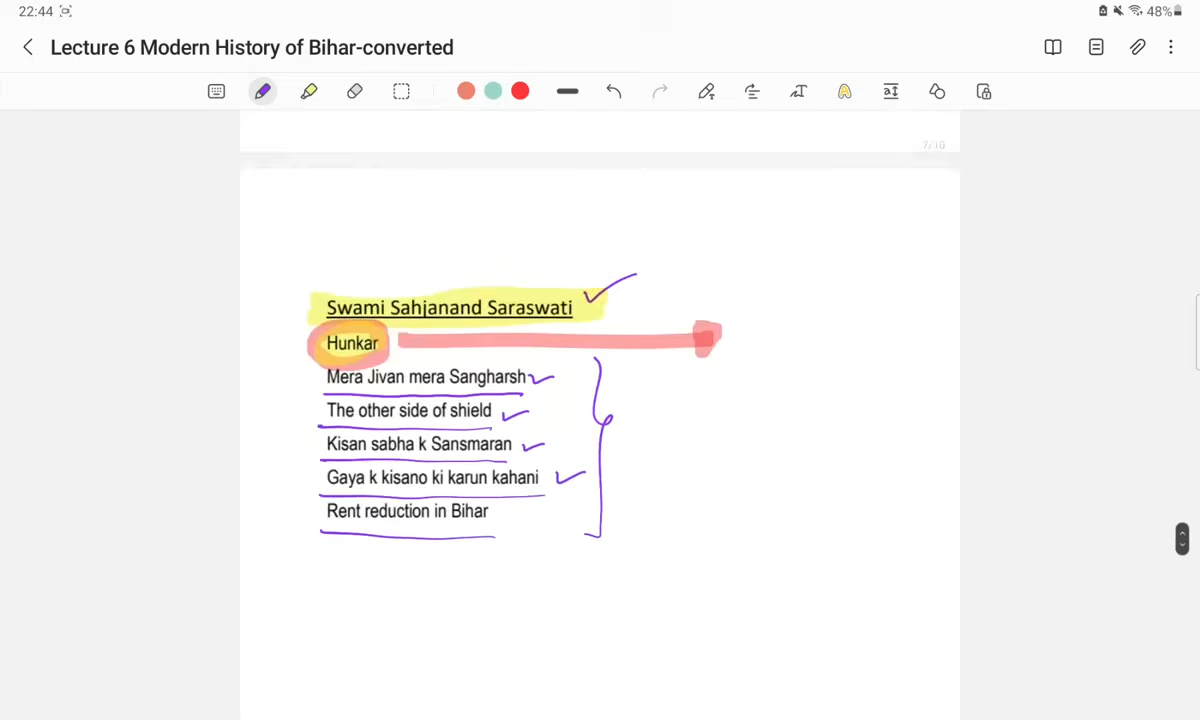 22:44 48%
Lecture 6 Modern History of Bihar-converted
7/10
Swami Sahjanand Saraswati
Hunkar
Mera Jivan mera Sangharsh
The other side of shield
Kisan sabha k Sansmaran
Gaya k kisano ki karun kahani
Rent reduction in Bihar